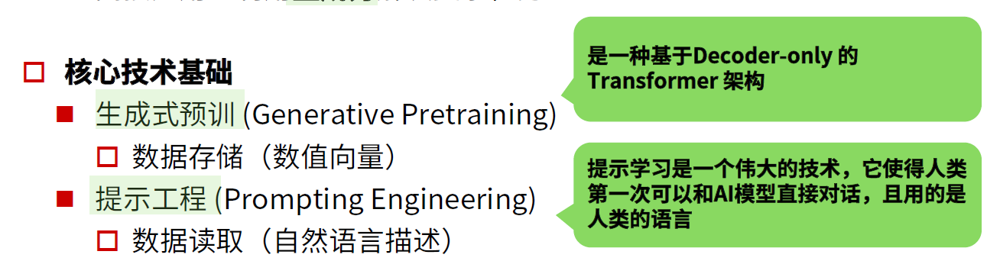 核心技术基础
生成式预训 (Generative Pretraining)
数据存储（数值向量）
提示工程 (Prompting Engineering)
数据读取（自然语言描述）
是一种基于Decoder-only 的
Transformer 架构
提示学习是一个伟大的技术，它使得人类
第一次可以和AI模型直接对话，且用的是
人类的语言